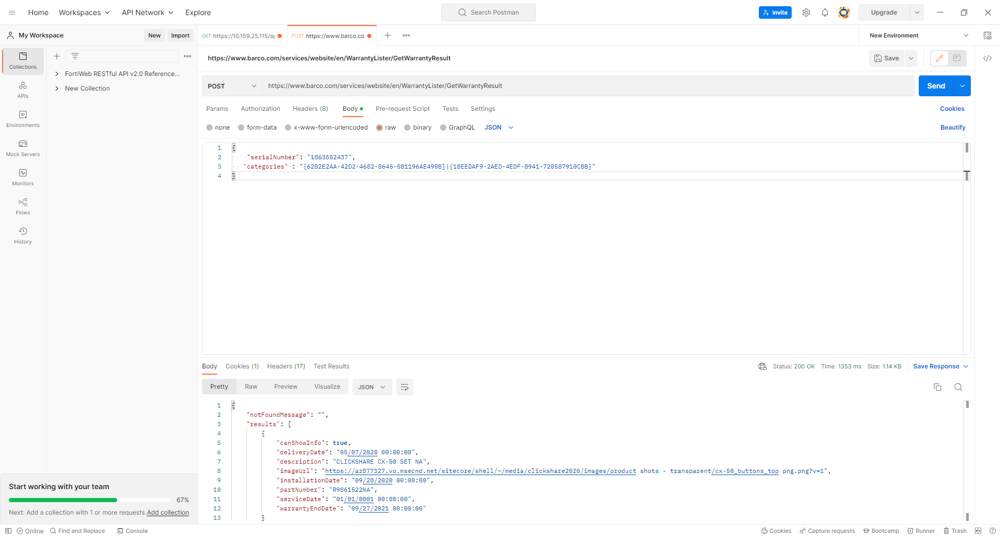 Home Workspaces API Network Explore Search Postman Invite Upgrade
My Workspace New Import GET https://10.159.25.115/ap POST https://www.barco.co New Environment
Collections
APIs
Environments
Mock Servers
Monitors
Flows
History
FortiWeb RESTful API v2.0 Reference...
New Collection
https://www.barco.com/services/website/en/WarrantyLister/GetWarrantyResult Save
POST https://www.barco.com/services/website/en/WarrantyLister/GetWarrantyResult Send
Params Authorization Headers (8) Body Pre-request Script Tests Settings Cookies
none form-data x-www-form-urlencoded raw binary GraphQL JSON Beautify
1 {
2 "serialNumber": "1863552437",
3 "categories" : "{6282E2AA-42D2-4682-8645-581196AE490B}|{18EEDAF9-2AED-4EDF-8941-720587910CBB}"
4 }
Body Cookies (1) Headers (17) Test Results Status: 200 OK Time: 1353 ms Size: 1.14 KB Save Response
Pretty Raw Preview Visualize JSON
1 {
2 "notFoundMessage": "",
3 "results": [
4 {
5 "canShowInfo": true,
6 "deliveryDate": "05/07/2020 00:00:00",
7 "description": "CLICKSHARE CX-50 SET NA",
8 "imageUrl": "https://az877327.vo.msecnd.net/sitecore/shell/~/media/clickshare2020/images/product shots - transparent/cx-50_buttons_top png.png?v=1",
9 "installationDate": "09/28/2020 00:00:00",
10 "partNumber": "R9861522NA",
11 "serviceDate": "01/01/0001 00:00:00",
12 "warrantyEndDate": "09/27/2021 00:00:00"
13 }
Start working with your team
67%
Next: Add a collection with 1 or more requests. Add collection
Online Find and Replace Console Cookies Capture requests Bootcamp Runner Trash